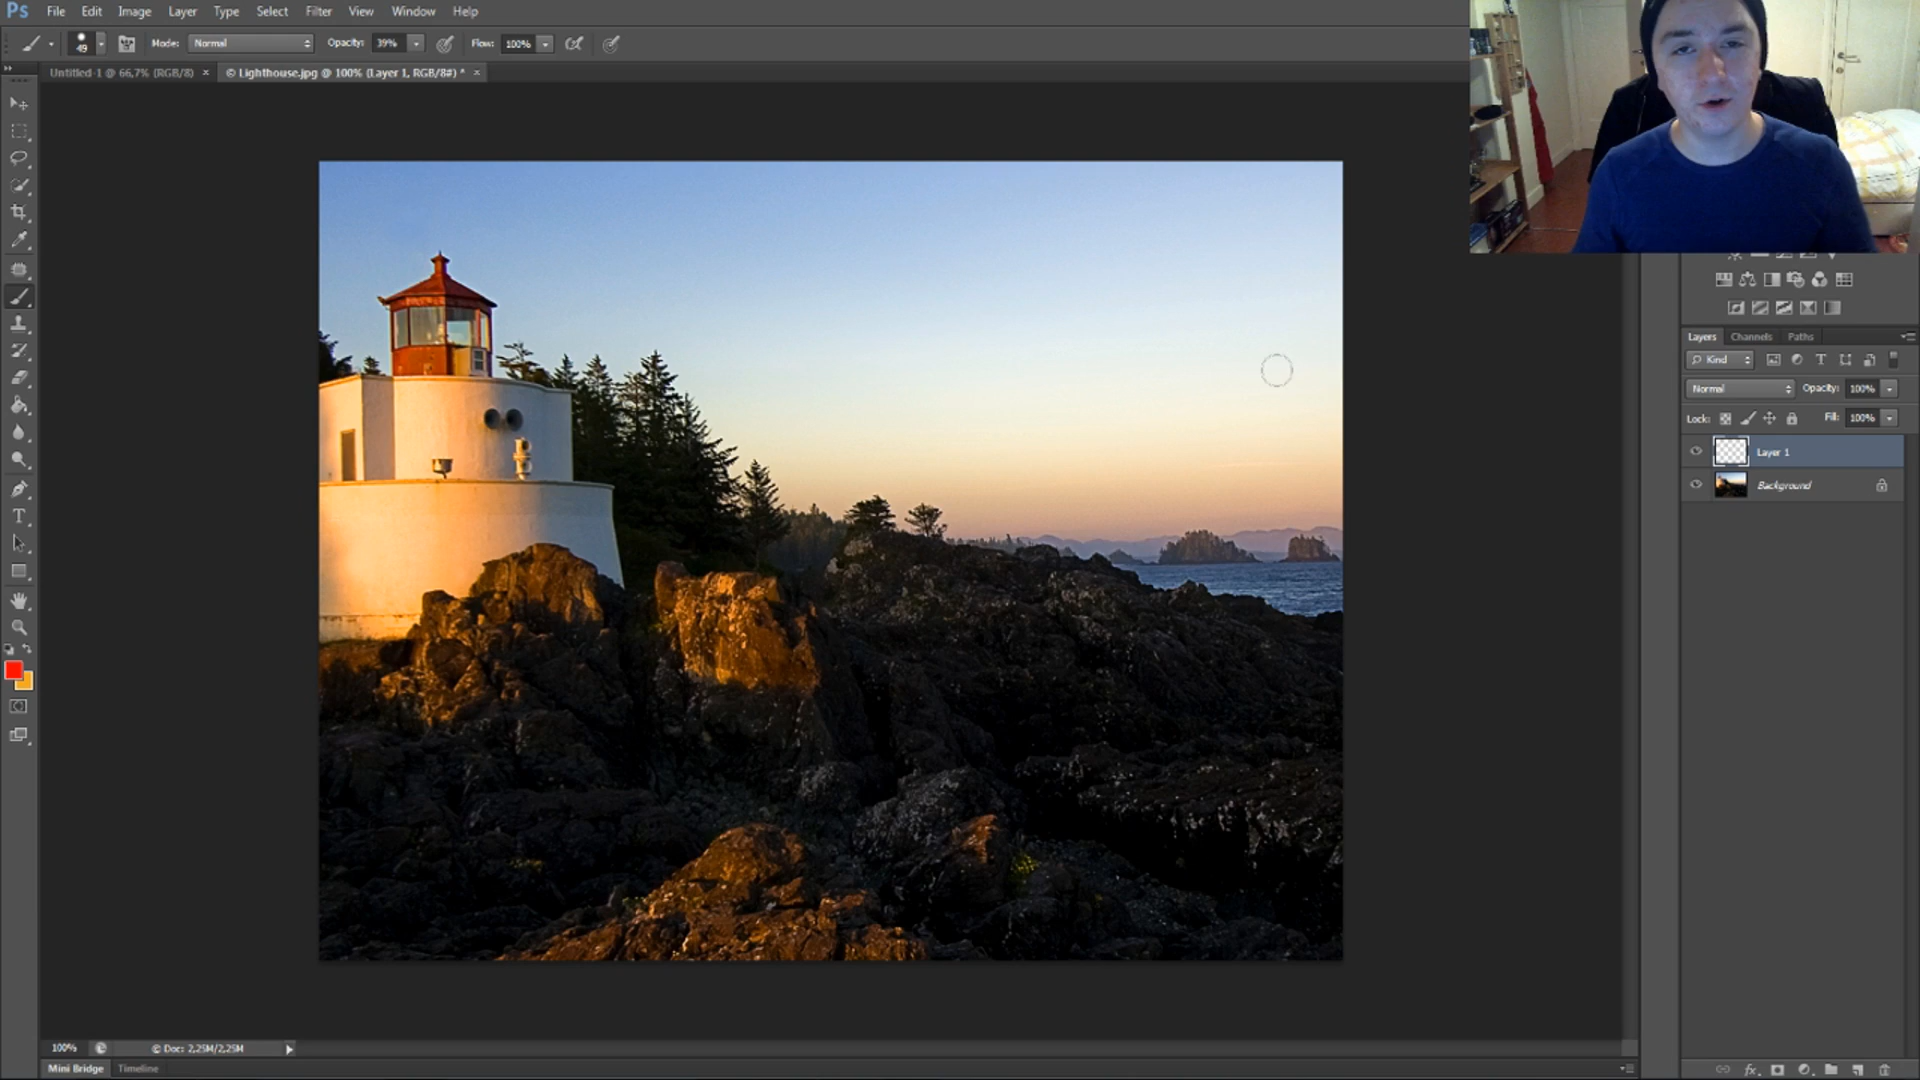 Ps File Edit Image Layer Type Select Filter View Window Help
49 Mode: Normal Opacity: 39% Flow: 100%
Untitled-1 @ 66,7% (RGB/8) × © Lighthouse.jpg @ 100% (Layer 1, RGB/8#) * ×
Layers Channels Paths
Kind
Normal Opacity: 100%
Lock: Fill: 100%
Layer 1
Background
100% © Doc: 2,25M/2,25M
Mini Bridge Timeline